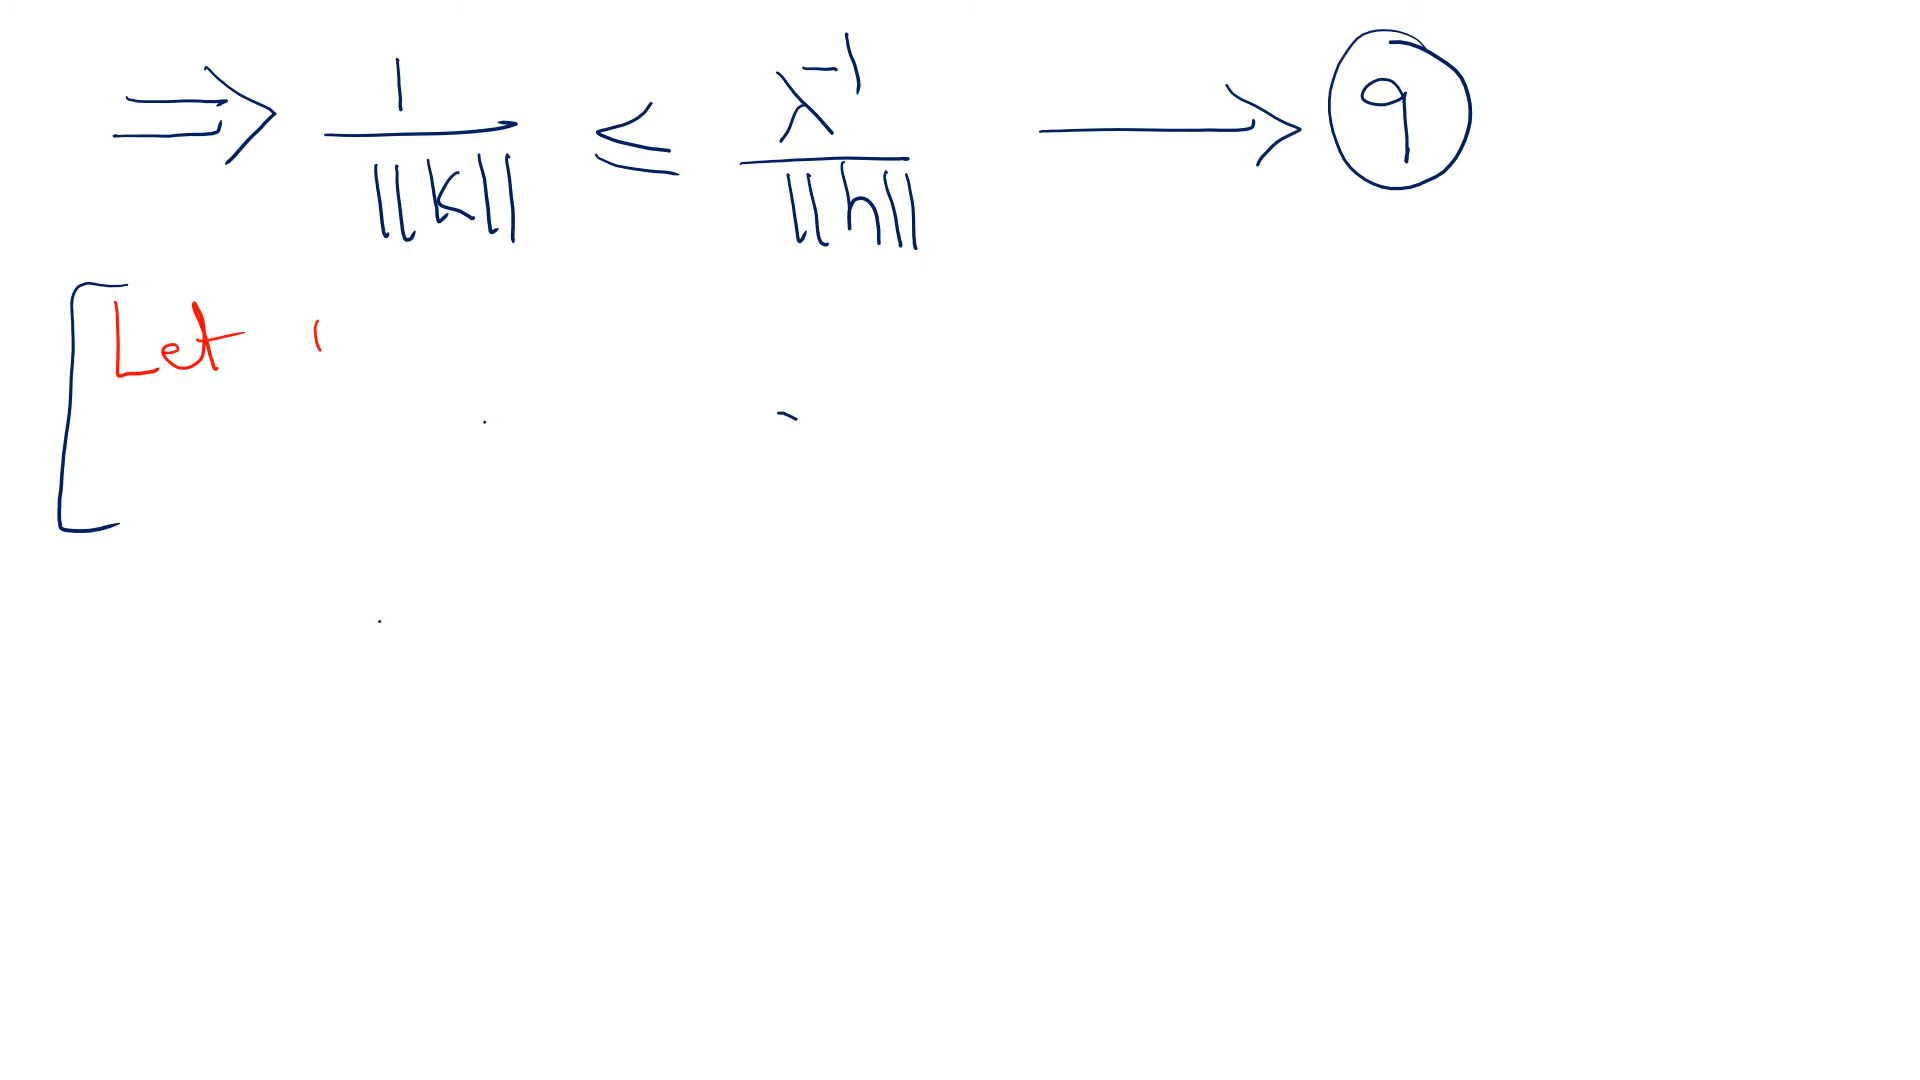 ⇒ 1/||k|| ≤ λ⁻¹/||h|| → 9
[Let (